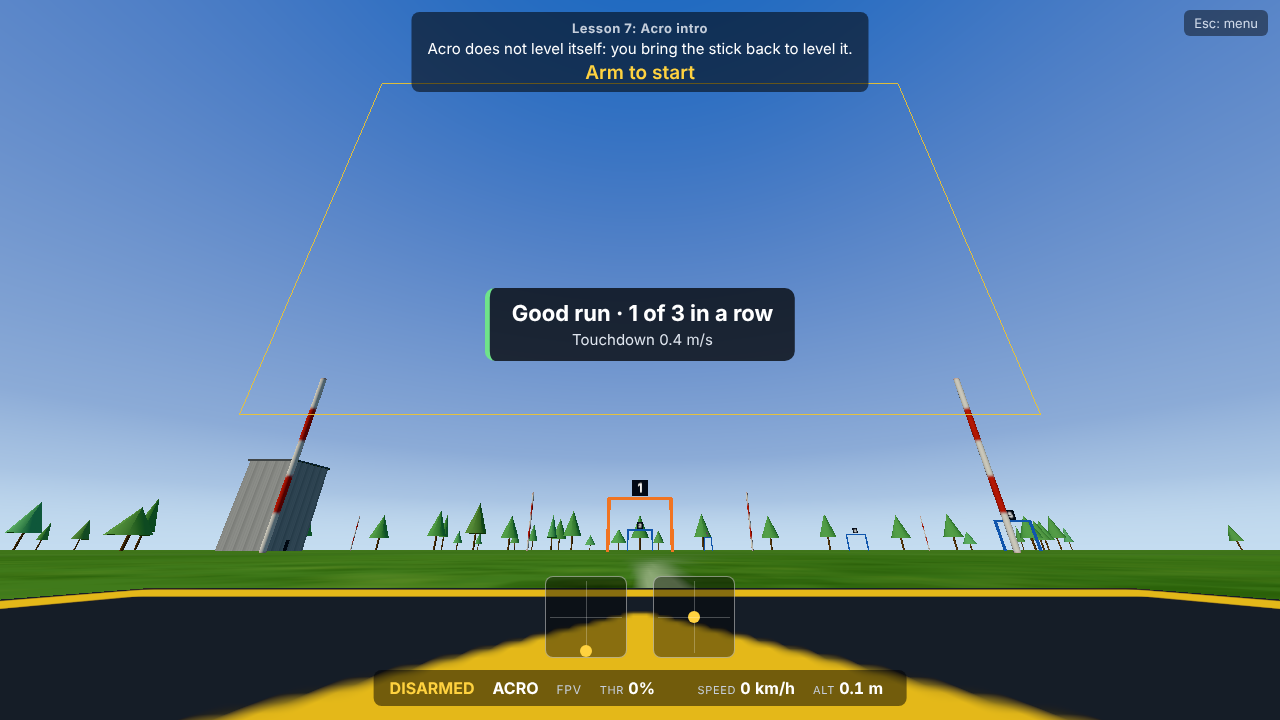 Lesson 7: Acro intro
Acro does not level itself: you bring the stick back to level it.
Arm to start
Esc: menu
Good run · 1 of 3 in a row
Touchdown 0.4 m/s
1
DISARMED ACRO FPV THR 0% SPEED 0 km/h ALT 0.1 m